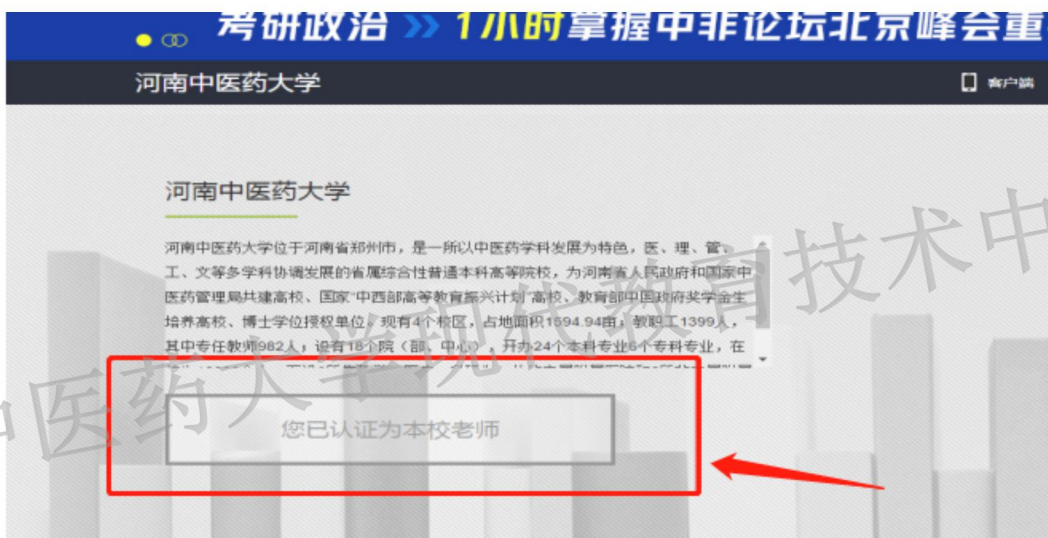 考研政治 >> 1小时掌握中非论坛北京峰会重
河南中医药大学
客户端
河南中医药大学
河南中医药大学位于河南省郑州市，是一所以中医药学科发展为特色，医、理、管、
工、文等多学科协调发展的省属综合性普通本科高等院校，为河南省人民政府和国家中
医药管理局共建高校、国家“中西部高等教育振兴计划”高校、教育部中国政府奖学金生
培养高校、博士学位授权单位。现有4个校区，占地面积1594.94亩；教职工1399人，
其中专任教师982人；设有18个院（部、中心），开办24个本科专业6个专科专业，在
您已认证为本校老师
中医药大学现代教育技术中